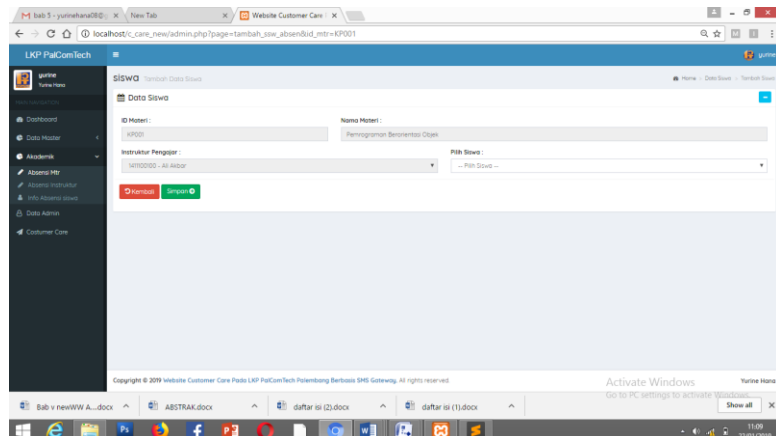 M bab 5 - yurinehana08@
New Tab
Website Customer Care
localhost/c_care_new/admin.php?page=tambah_ssw_absen&id_mtr=KP001
LKP PalComTech
yurine
yurine
Yurine Hana
SISWA Tambah Data Siswa
Home > Data Siswa > Tambah Siswa
Data Siswa
ID Materi :
Nama Materi :
KP001
Pemrograman Berorientasi Objek
Instruktur Pengajar :
Pilih Siswa :
141100100 - Ali Akbar
-- Pilih Siswa --
Kembali
Simpan
Dashboard
Data Master
Akademik
Absensi Mtr
Absensi Instruktur
Info Absensi siswa
Data Admin
Costumer Care
Copyright © 2019 Website Customer Care Pada LKP PalComTech Palembang Berbasis SMS Gateway. All rights reserved.
Yurine Hana
Activate Windows
Go to PC settings to activate Windows.
Bab v newWW A....docx
ABSTRAK.docx
daftar isi (2).docx
daftar isi (1).docx
Show all
11:09